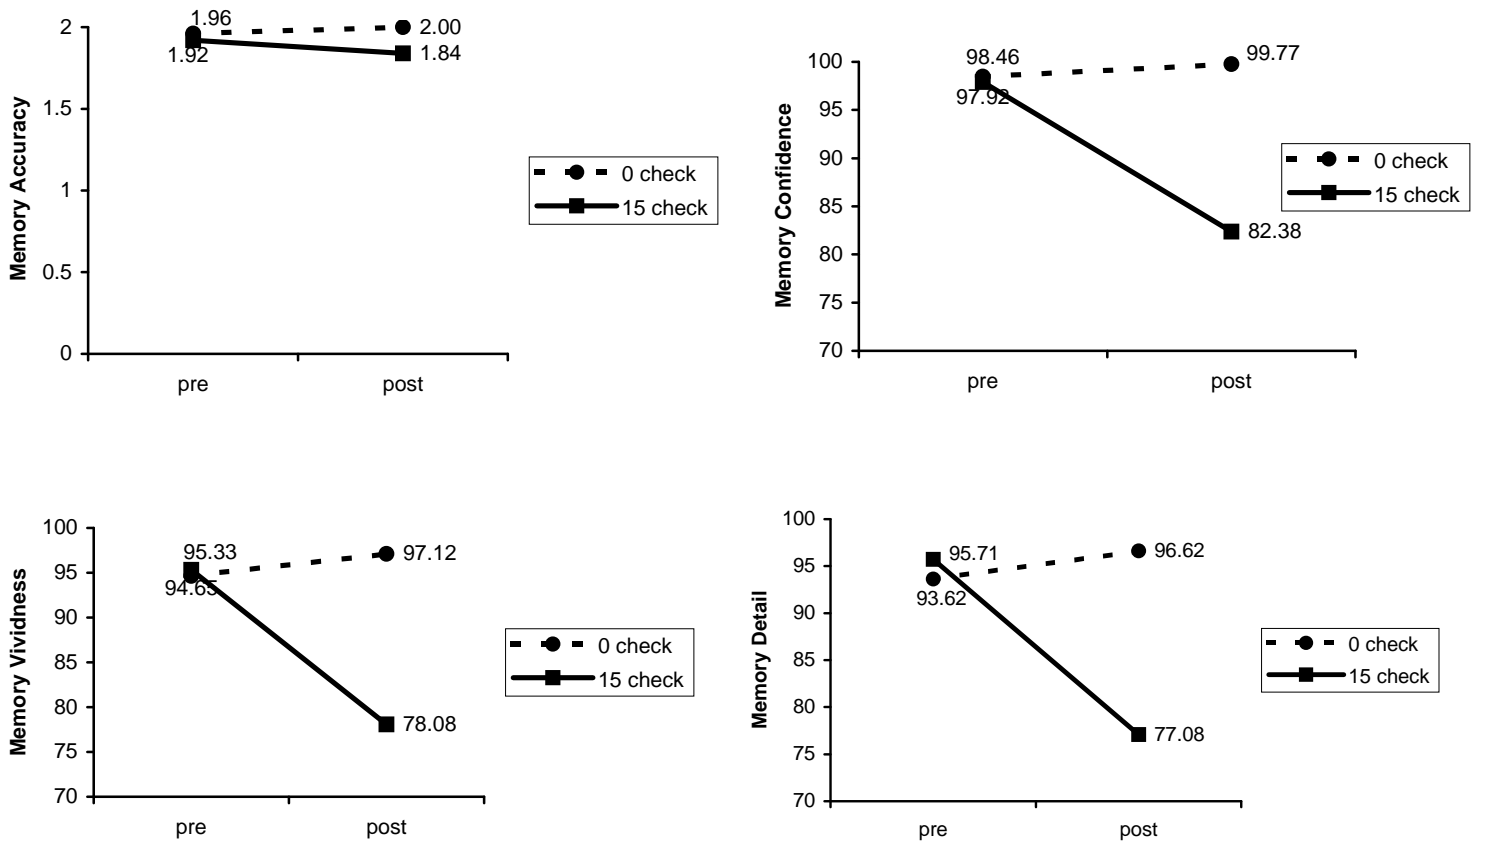 Memory Accuracy
2
1.5
1
0.5
0
1.96
1.92
2.00
1.84
pre
post
0 check
15 check
Memory Confidence
100
95
90
85
80
75
70
98.46
97.92
99.77
82.38
pre
post
0 check
15 check
Memory Vividness
100
95
90
85
80
75
70
95.33
94.65
97.12
78.08
pre
post
0 check
15 check
Memory Detail
100
95
90
85
80
75
70
95.71
93.62
96.62
77.08
pre
post
0 check
15 check